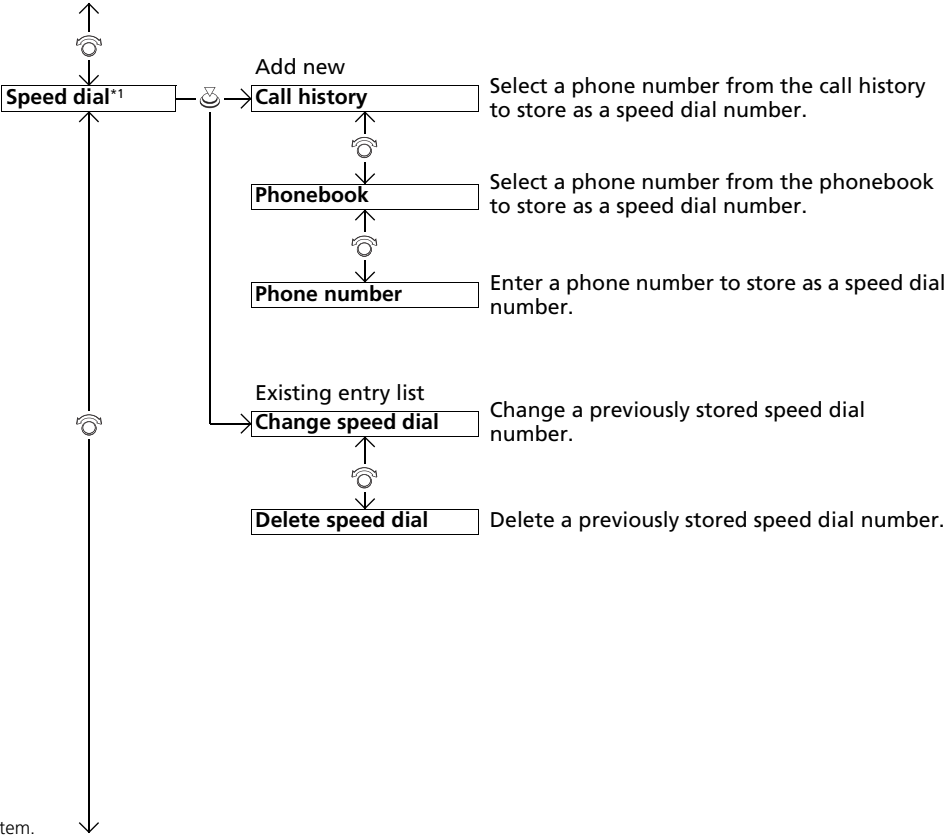 Add new
Speed dial*1
Call history
Select a phone number from the call history
to store as a speed dial number.
Phonebook
Select a phone number from the phonebook
to store as a speed dial number.
Phone number
Enter a phone number to store as a speed dial
number.
Existing entry list
Change speed dial
Change a previously stored speed dial
number.
Delete speed dial
Delete a previously stored speed dial number.
tem.